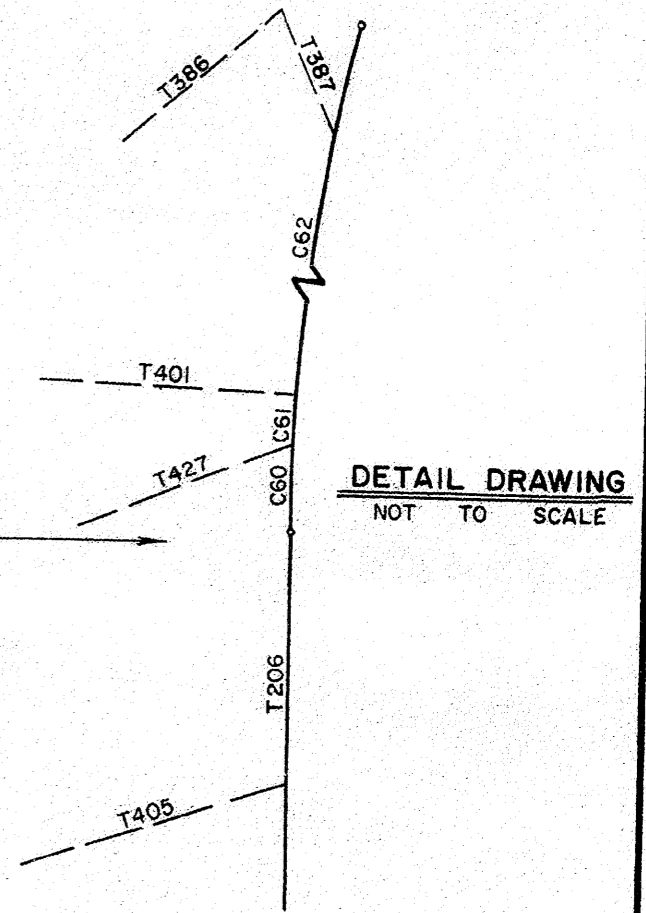 T386
T387
C62
T401
C61
T427
C60
DETAIL DRAWING
NOT TO SCALE
T206
T405